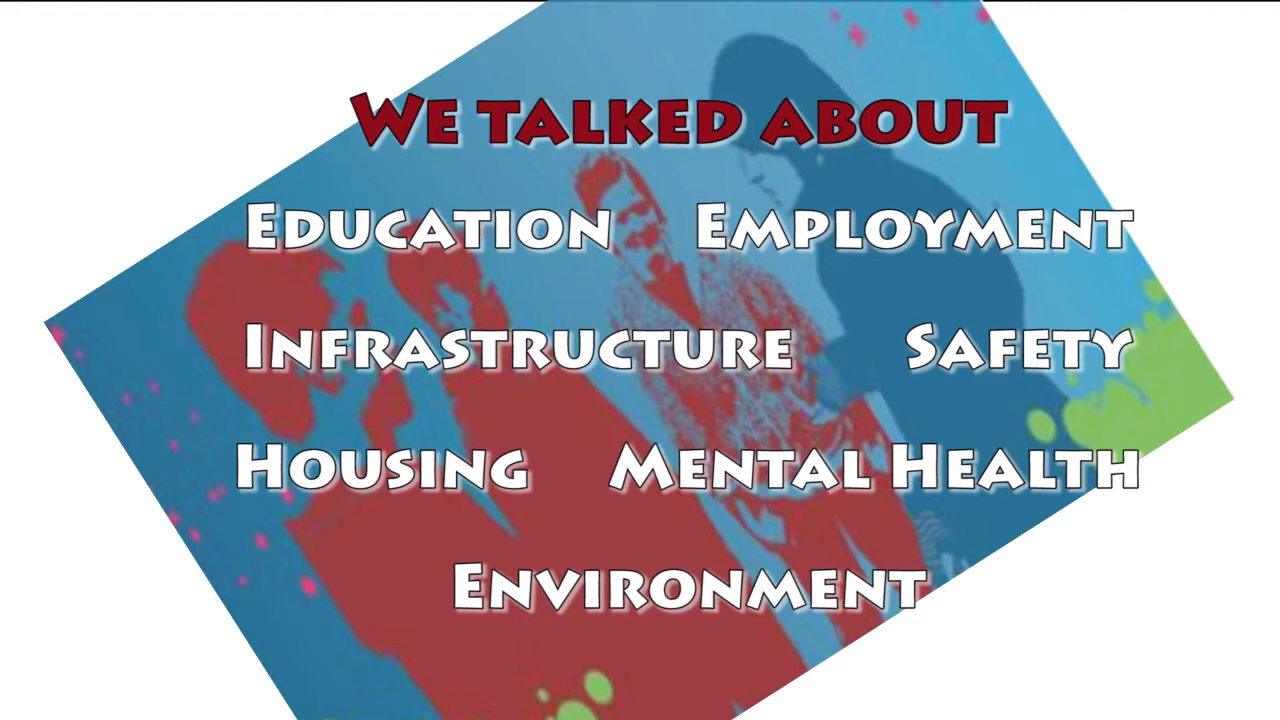 We talked about
Education Employment
Infrastructure Safety
Housing Mental Health
Environment